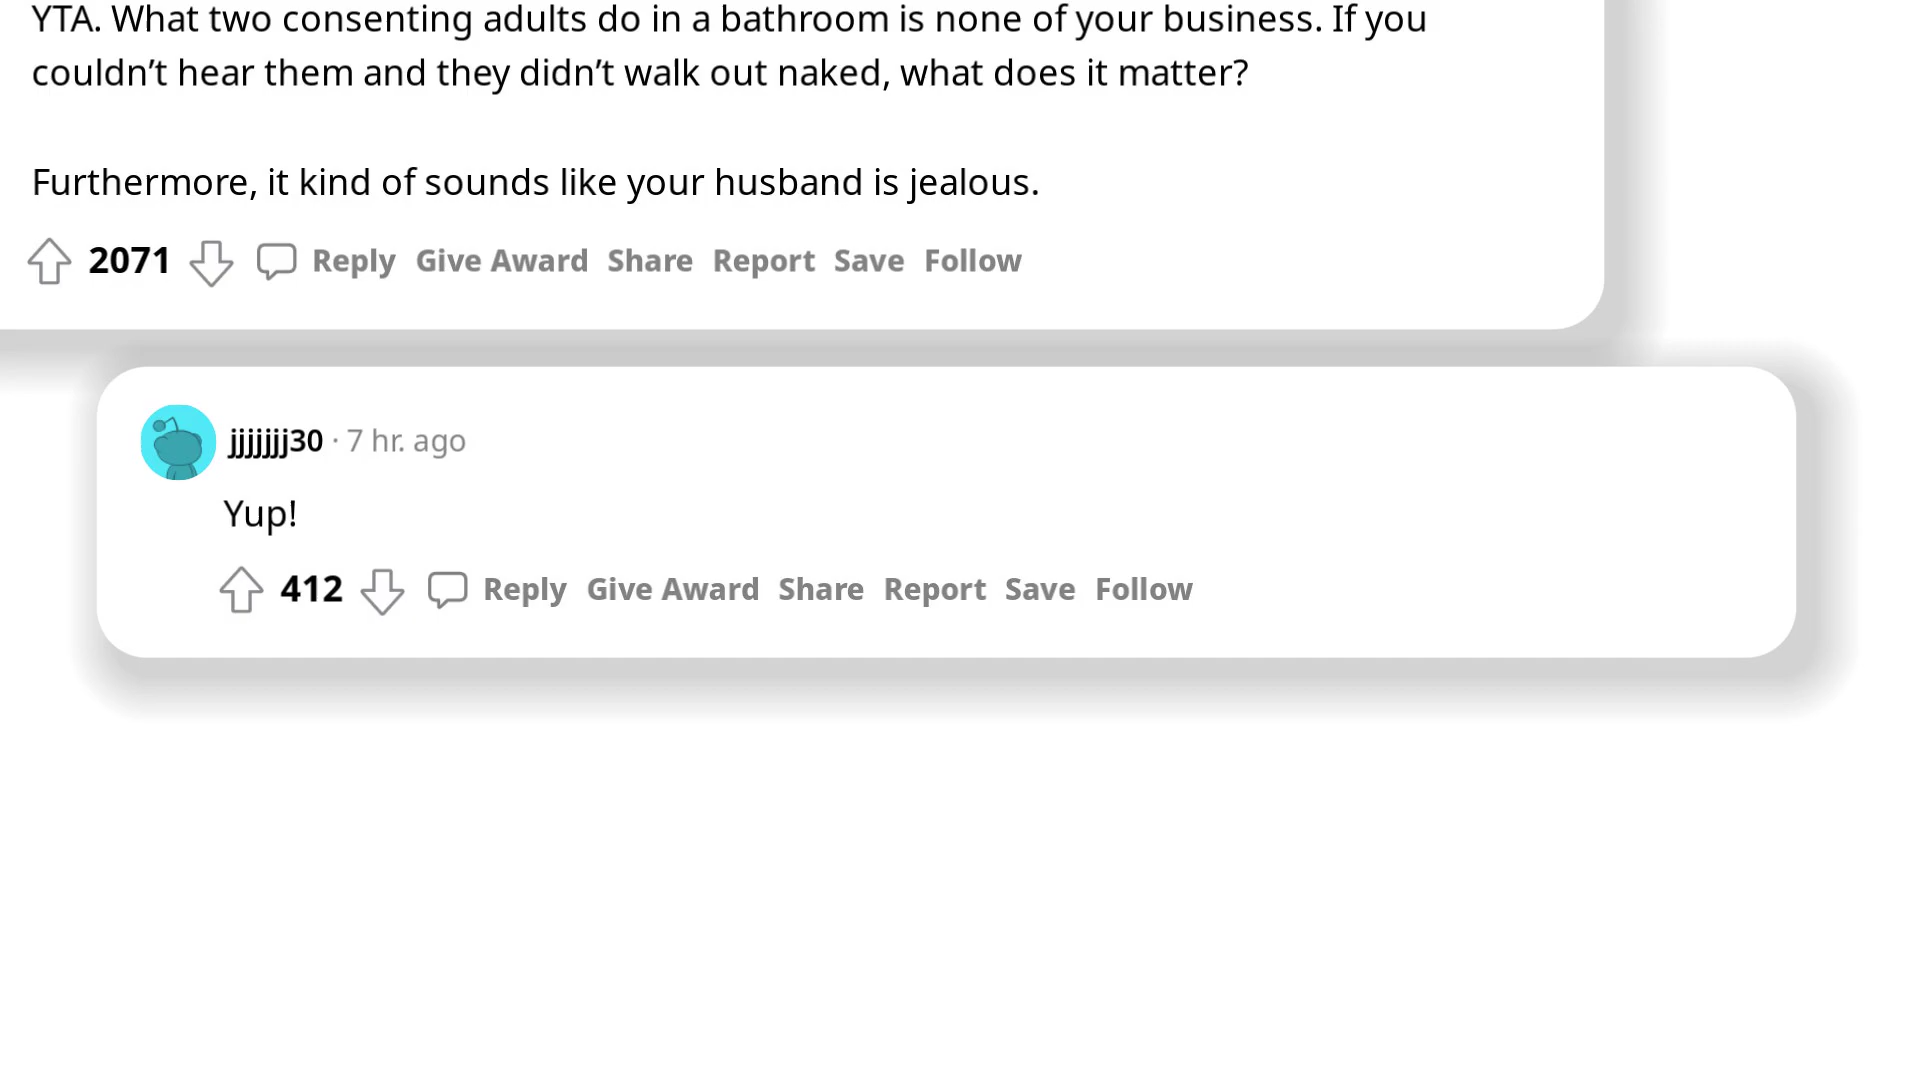 YTA. What two consenting adults do in a bathroom is none of your business. If you
couldn’t hear them and they didn’t walk out naked, what does it matter?
Furthermore, it kind of sounds like your husband is jealous.
2071 Reply Give Award Share Report Save Follow
jjjjjjj30 · 7 hr. ago
Yup!
412 Reply Give Award Share Report Save Follow